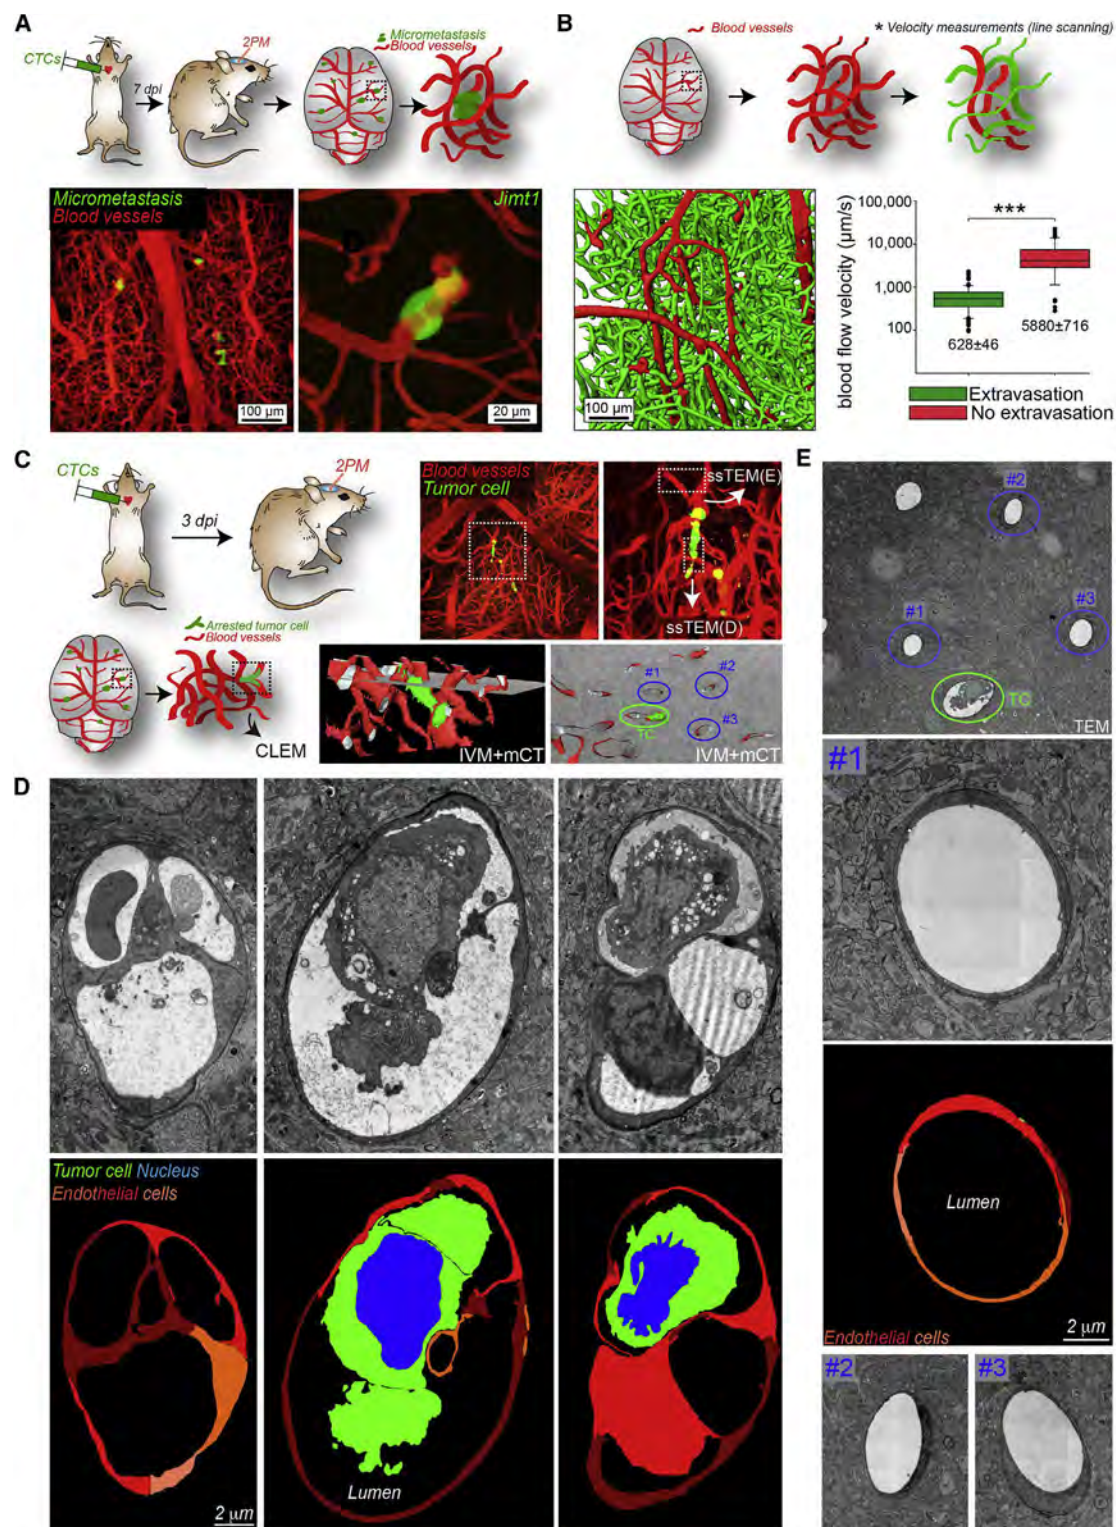 A
CTCs
7 dpi
2PM
Micrometastasis
Blood vessels
Micrometastasis
Blood vessels
100 µm
Jimt1
20 µm
B
Blood vessels
* Velocity measurements (line scanning)
100 µm
blood flow velocity (µm/s)
100,000
10,000
1,000
100
***
628±46
5880±716
Extravasation
No extravasation
C
CTCs
3 dpi
2PM
Arrested tumor cell
Blood vessels
CLEM
Blood vessels
Tumor cell
ssTEM(E)
ssTEM(D)
IVM+mCT
#1
#2
#3
TC
IVM+mCT
D
Tumor cell Nucleus
Endothelial cells
2 µm
Lumen
E
#2
#1
#3
TC
TEM
#1
Lumen
Endothelial cells
2 µm
#2
#3